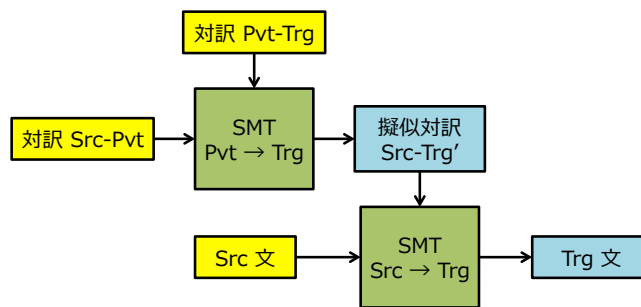 対訳 Pvt-Trg
対訳 Src-Pvt
SMT
Pvt → Trg
擬似対訳
Src-Trg′
Src 文
SMT
Src → Trg
Trg 文